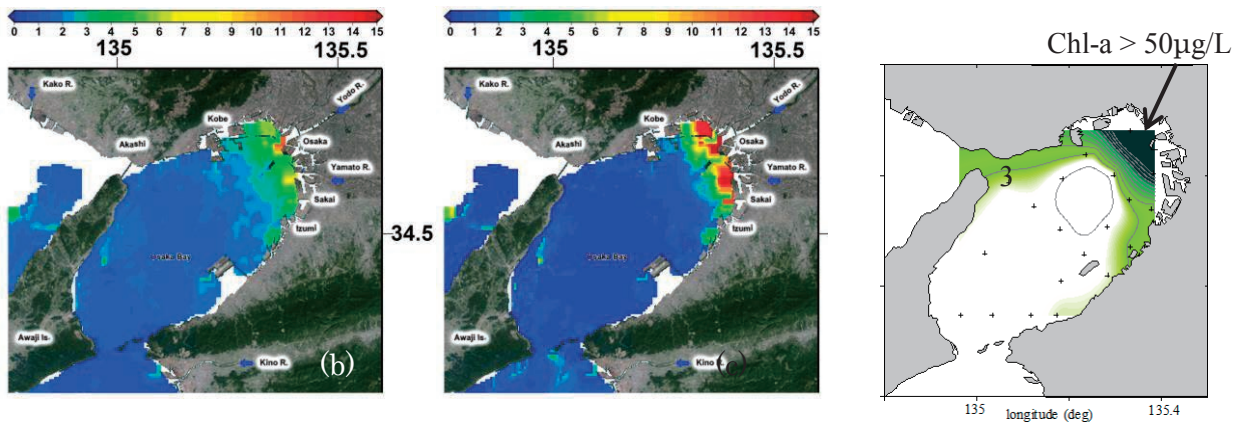 0 1 2 3 4 5 6 7 8 9 10 11 12 13 14 15
135 135.5
Kako R.
Yodo R.
Kobe
Akashi
Osaka
Yamato R.
Sakai
Izumi
34.5
Osaka Bay
Awaji Is.
Kino R.
(b)
0 1 2 3 4 5 6 7 8 9 10 11 12 13 14 15
135 135.5
Kako R.
Yodo R.
Kobe
Akashi
Osaka
Yamato R.
Sakai
Izumi
34.5
Osaka Bay
Awaji Is.
Kino R.
Chl-a > 50µg/L
3
135 135.4
longitude (deg)